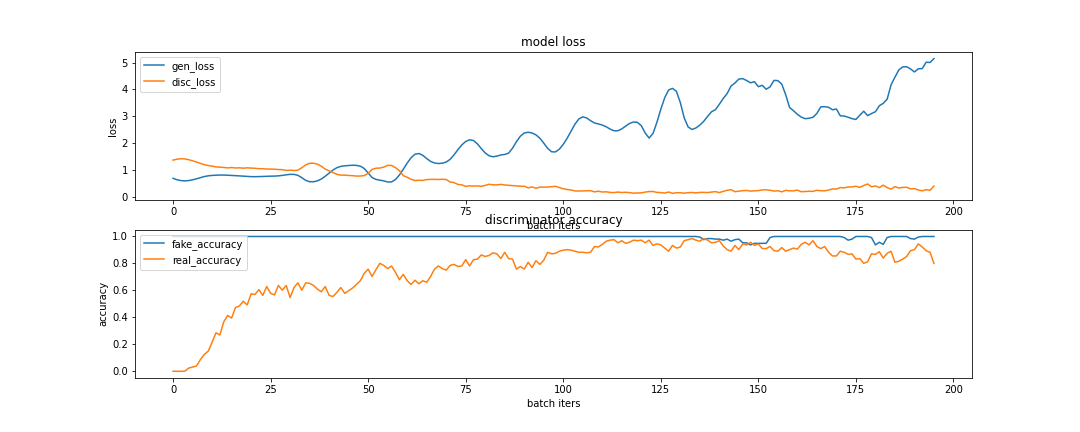 model loss
gen_loss
disc_loss
loss
5
4
3
2
1
0
0 25 50 75 100 125 150 175 200
batch iters
discriminator accuracy
fake_accuracy
real_accuracy
accuracy
1.0
0.8
0.6
0.4
0.2
0.0
0 25 50 75 100 125 150 175 200
batch iters